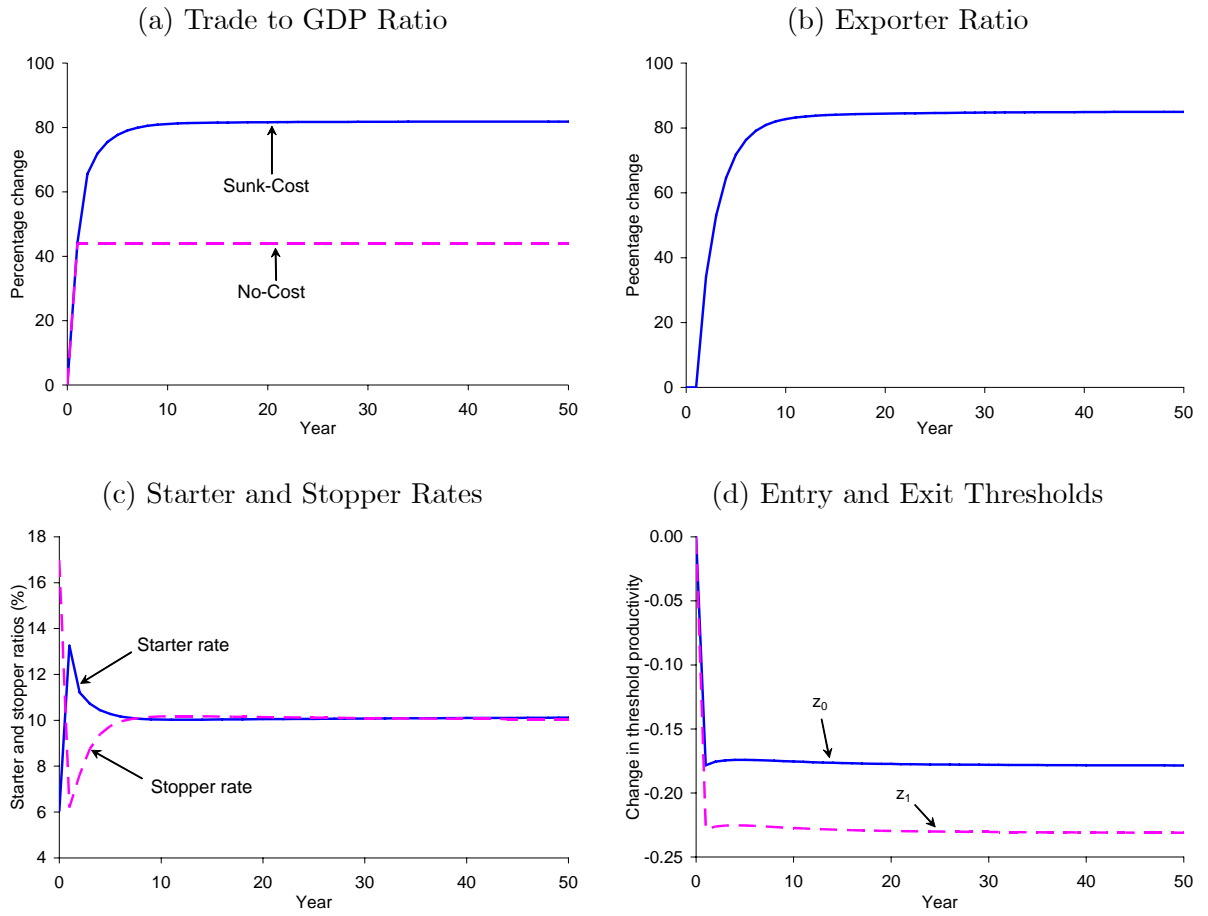 (a) Trade to GDP Ratio
100
80
60
40
20
0
Percentage change
Sunk-Cost
No-Cost
0 10 20 30 40 50
Year
(b) Exporter Ratio
100
80
60
40
20
0
Pecentage change
0 10 20 30 40 50
Year
(c) Starter and Stopper Rates
18
16
14
12
10
8
6
4
Starter and stopper ratios (%)
Starter rate
Stopper rate
0 10 20 30 40 50
Year
(d) Entry and Exit Thresholds
0.00
-0.05
-0.10
-0.15
-0.20
-0.25
Change in threshold productivity
z0
z1
0 10 20 30 40 50
Year